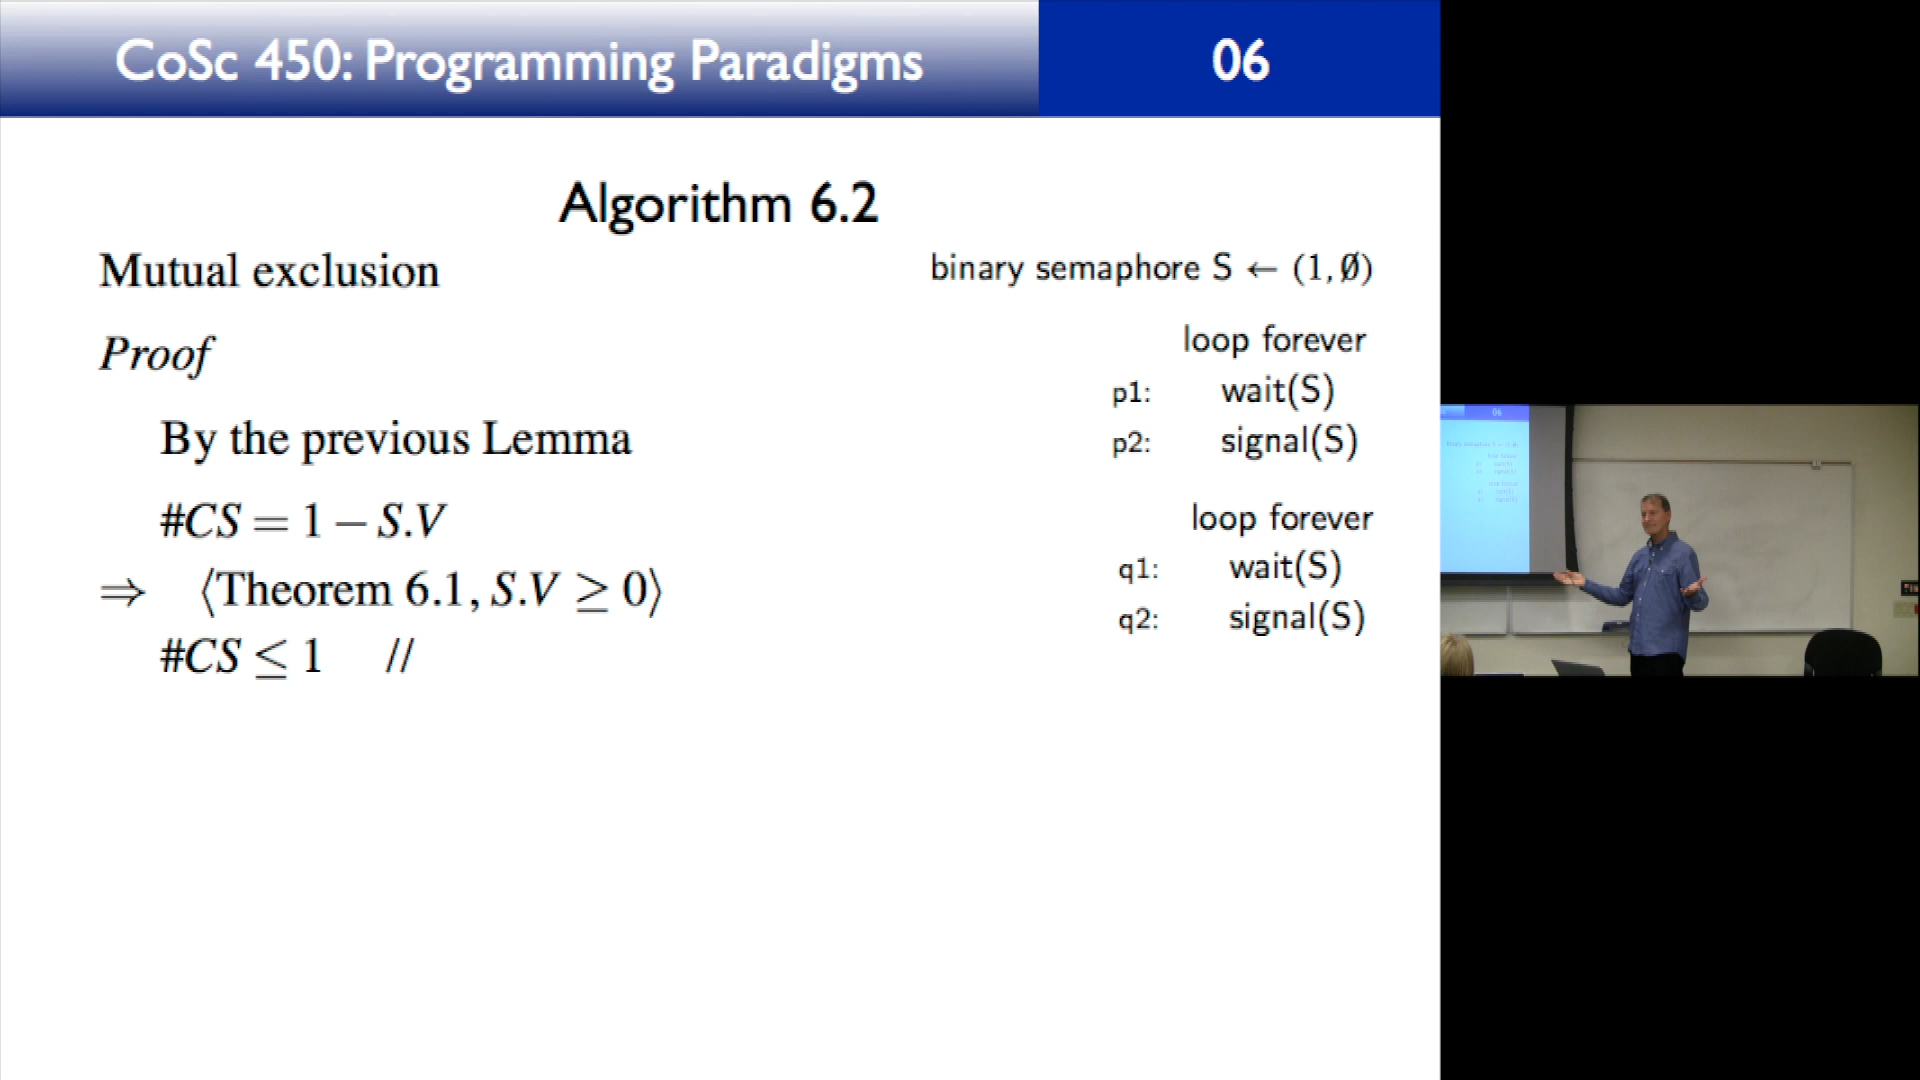 CoSc 450: Programming Paradigms
06
Algorithm 6.2
Mutual exclusion
Proof
By the previous Lemma
#CS = 1 − S.V
⇒ ⟨Theorem 6.1, S.V ≥ 0⟩
#CS ≤ 1 //
binary semaphore S ← (1, ∅)
loop forever
p1: wait(S)
p2: signal(S)
loop forever
q1: wait(S)
q2: signal(S)
06